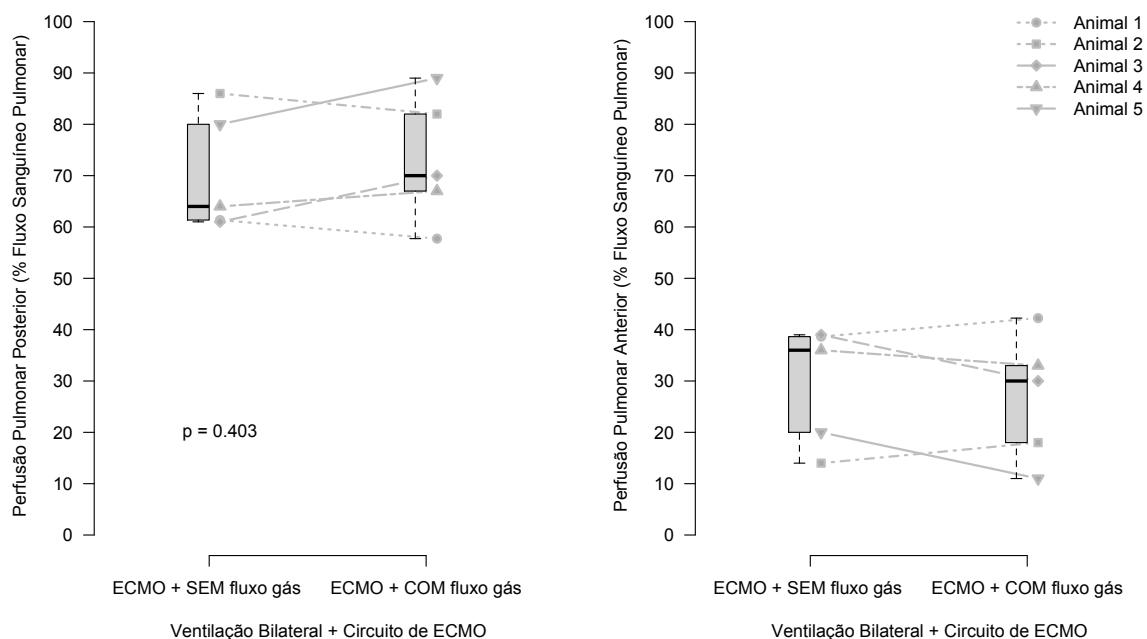 Perfusão Pulmonar Posterior (% Fluxo Sanguíneo Pulmonar)
100
90
80
70
60
50
40
30
20
10
0
p = 0.403
ECMO + SEM fluxo gás
ECMO + COM fluxo gás
Ventilação Bilateral + Circuito de ECMO
Perfusão Pulmonar Anterior (% Fluxo Sanguíneo Pulmonar)
100
90
80
70
60
50
40
30
20
10
0
Animal 1
Animal 2
Animal 3
Animal 4
Animal 5
ECMO + SEM fluxo gás
ECMO + COM fluxo gás
Ventilação Bilateral + Circuito de ECMO